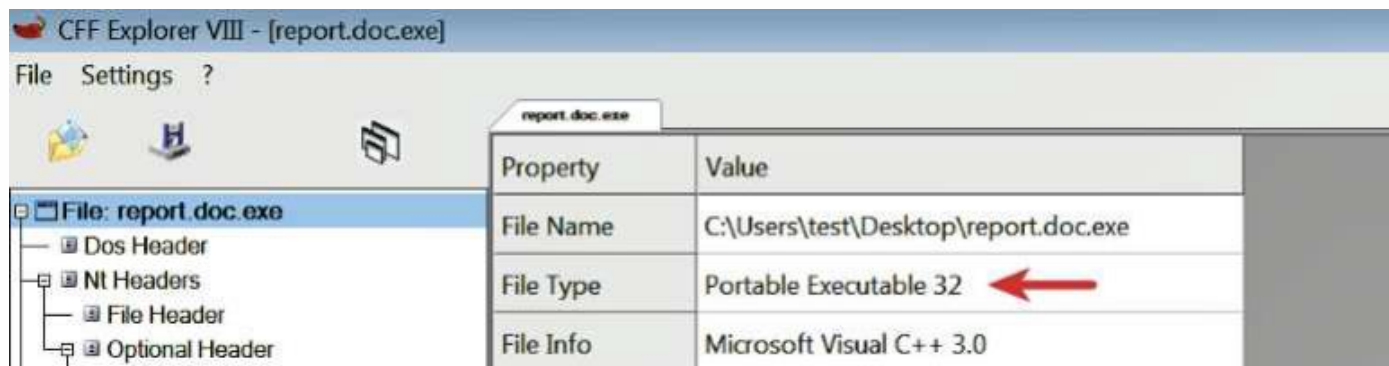 CFF Explorer VIII - [report.doc.exe]
File Settings ?
report.doc.exe
Property Value
File: report.doc.exe
Dos Header
Nt Headers
File Header
Optional Header
File Name C:\Users\test\Desktop\report.doc.exe
File Type Portable Executable 32
File Info Microsoft Visual C++ 3.0